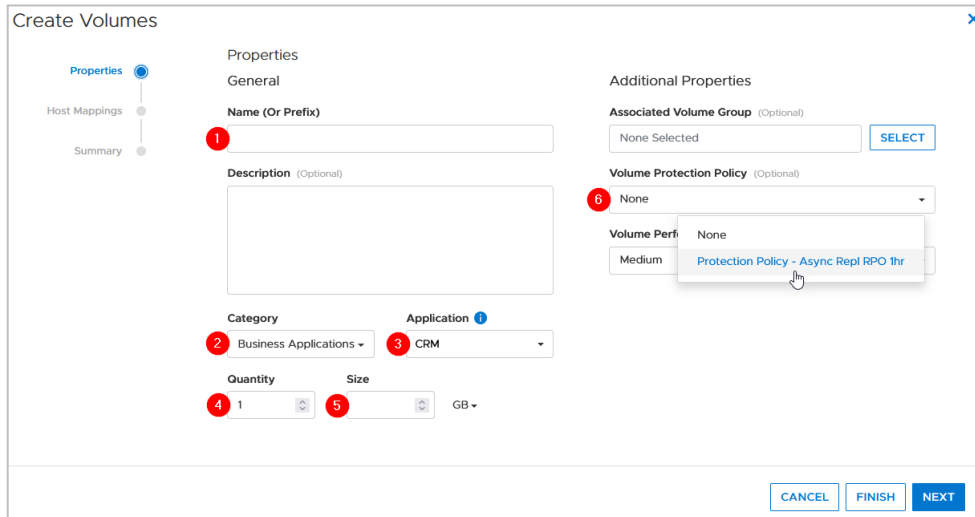 Create Volumes
Properties
Host Mappings
Summary
Properties
General
Name (Or Prefix)
1
Description (Optional)
Category
Application i
2 Business Applications
3 CRM
Quantity
Size
4 1
5
GB
Additional Properties
Associated Volume Group (Optional)
None Selected
SELECT
Volume Protection Policy (Optional)
6 None
None
Protection Policy - Async Repl RPO 1hr
Volume Perf
Medium
CANCEL
FINISH
NEXT